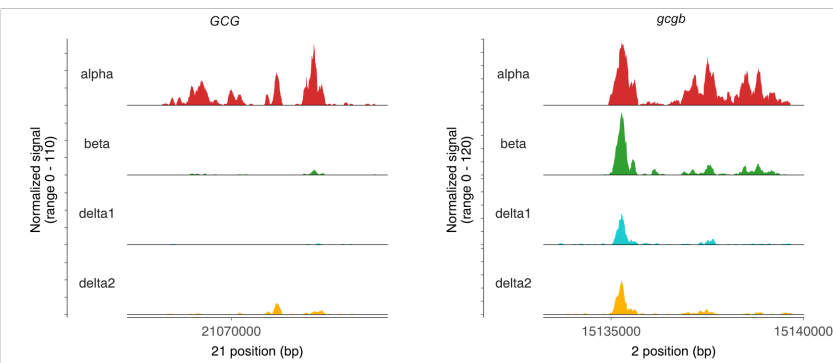 GCG
Normalized signal
(range 0 - 110)
alpha
beta
delta1
delta2
21070000
21 position (bp)
gcgb
Normalized signal
(range 0 - 120)
alpha
beta
delta1
delta2
15135000
15140000
2 position (bp)